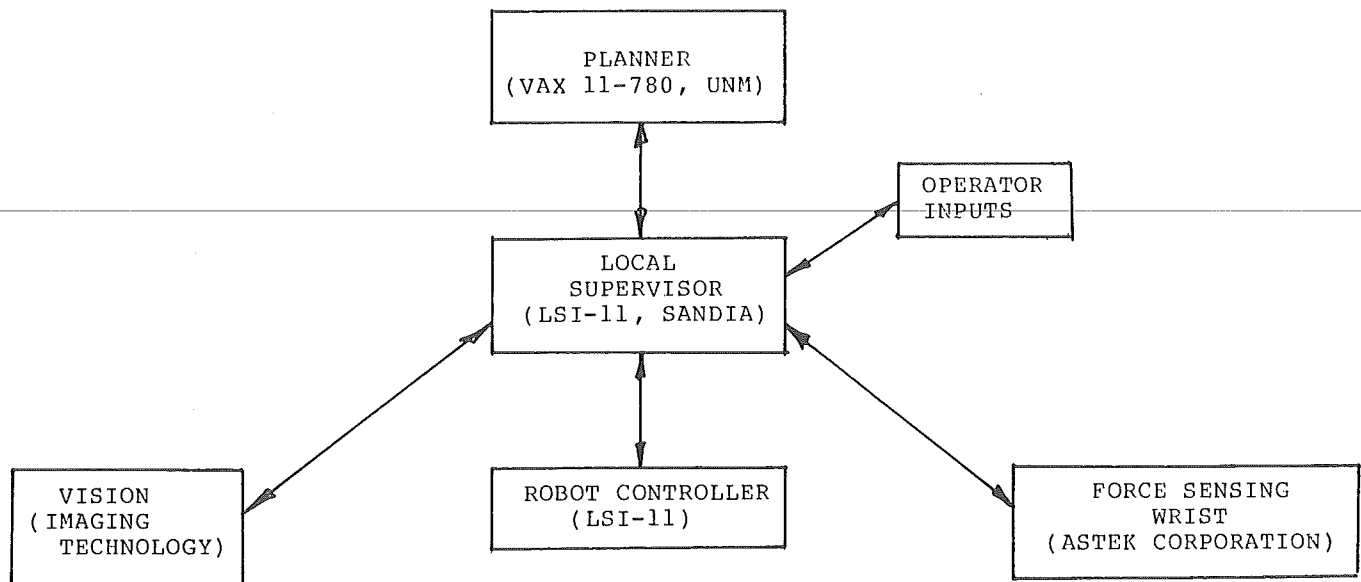 PLANNER
(VAX 11-780, UNM)
OPERATOR
INPUTS
LOCAL
SUPERVISOR
(LSI-11, SANDIA)
VISION
(IMAGING
TECHNOLOGY)
ROBOT CONTROLLER
(LSI-11)
FORCE SENSING
WRIST
(ASTEK CORPORATION)